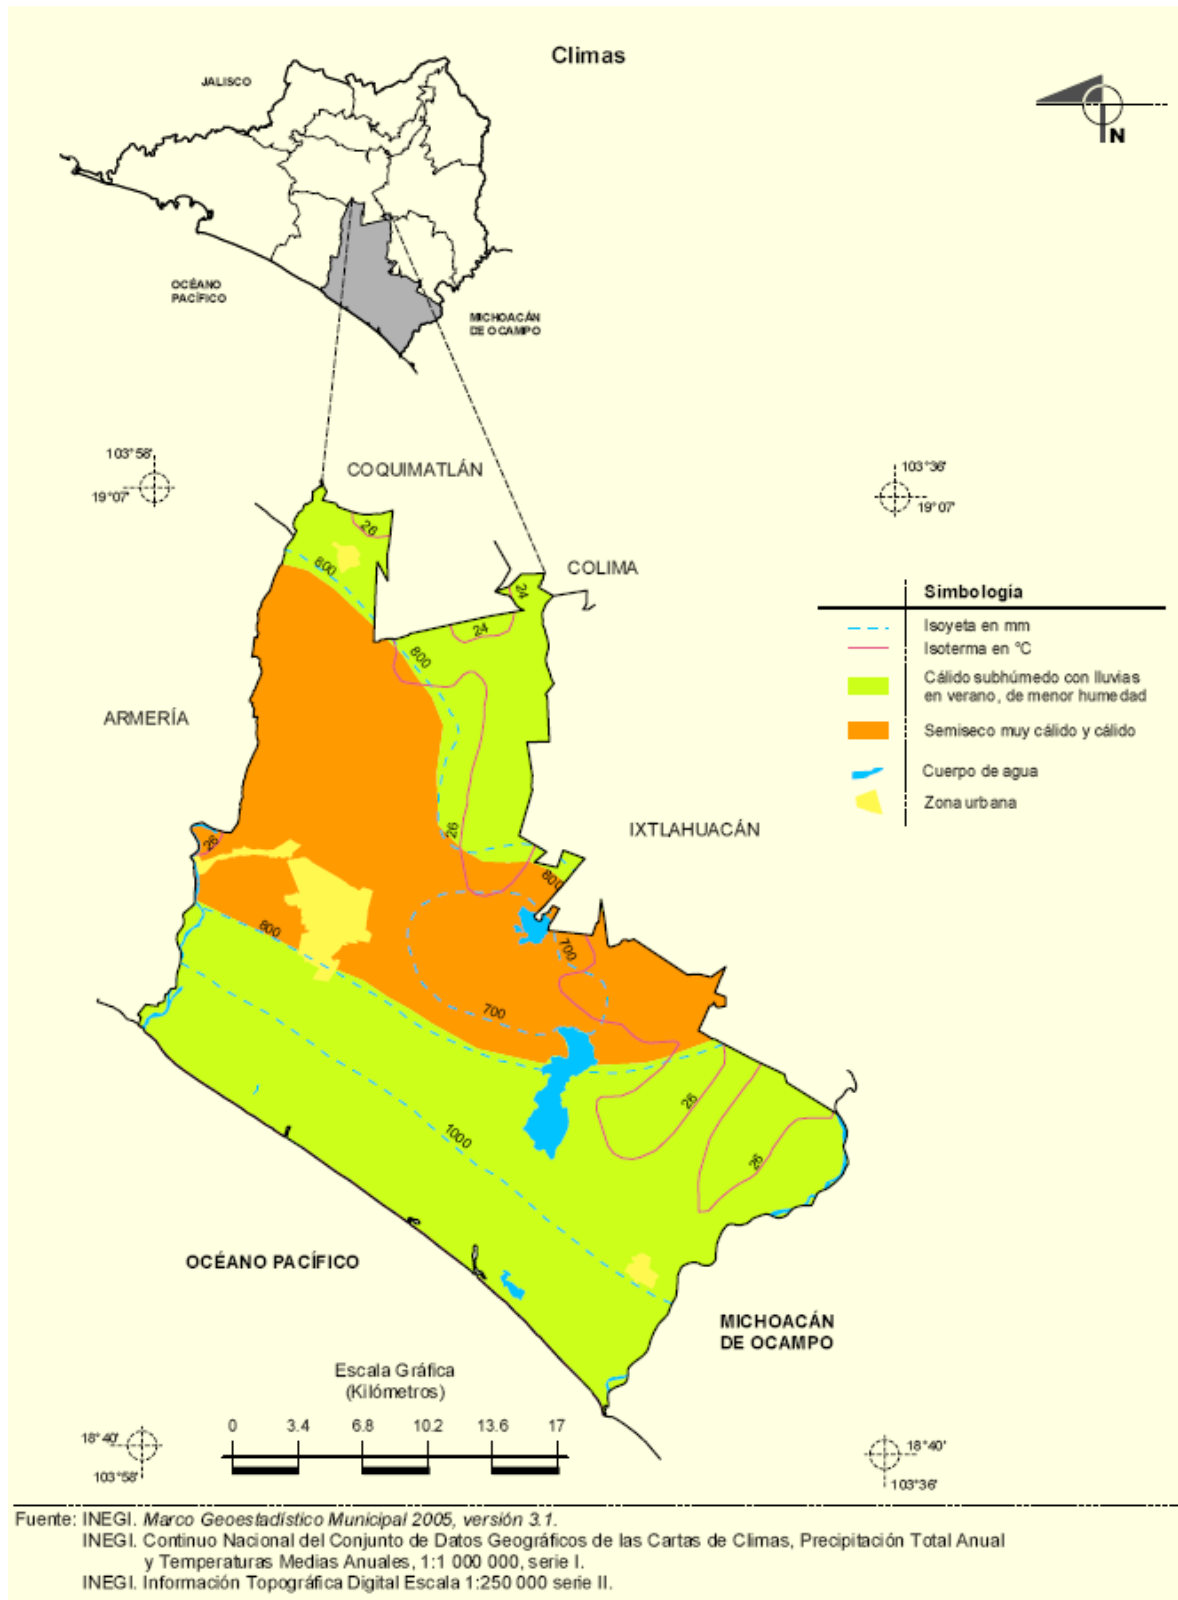 Climas
JALISCO
N
OCÉANO
PACÍFICO
MICHOACÁN
DE OCAMPO
103°58'
19°07'
COQUIMATLÁN
103°36'
19°07'
26
800
COLIMA
24
24
800
Simbología
Isoyeta en mm
Isoterma en °C
Cálido subhúmedo con lluvias
en verano, de menor humedad
Semiseco muy cálido y cálido
Cuerpo de agua
Zona urbana
ARMERÍA
26
26
IXTLAHUACÁN
800
800
700
700
26
1000
26
OCÉANO PACÍFICO
MICHOACÁN
DE OCAMPO
Escala Gráfica
(Kilómetros)
0 3.4 6.8 10.2 13.6 17
18°40'
103°58'
18°40'
103°36'
Fuente: INEGI. Marco Geoestadístico Municipal 2005, versión 3.1.
INEGI. Continuo Nacional del Conjunto de Datos Geográficos de las Cartas de Climas, Precipitación Total Anual
y Temperaturas Medias Anuales, 1:1 000 000, serie I.
INEGI. Información Topográfica Digital Escala 1:250 000 serie II.